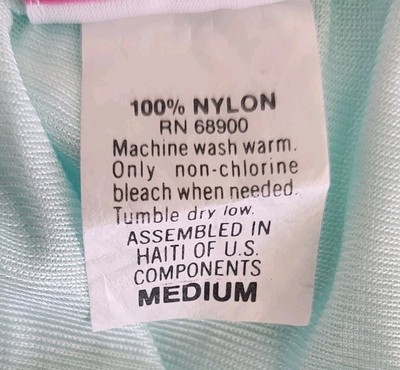 100% NYLON
RN 68900
Machine wash warm.
Only non-chlorine
bleach when needed.
Tumble dry low.
ASSEMBLED IN
HAITI OF U.S.
COMPONENTS
MEDIUM